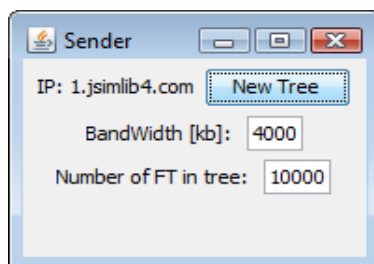 Sender
IP: 1.jsimlib4.com New Tree
BandWidth [kb]: 4000
Number of FT in tree: 10000